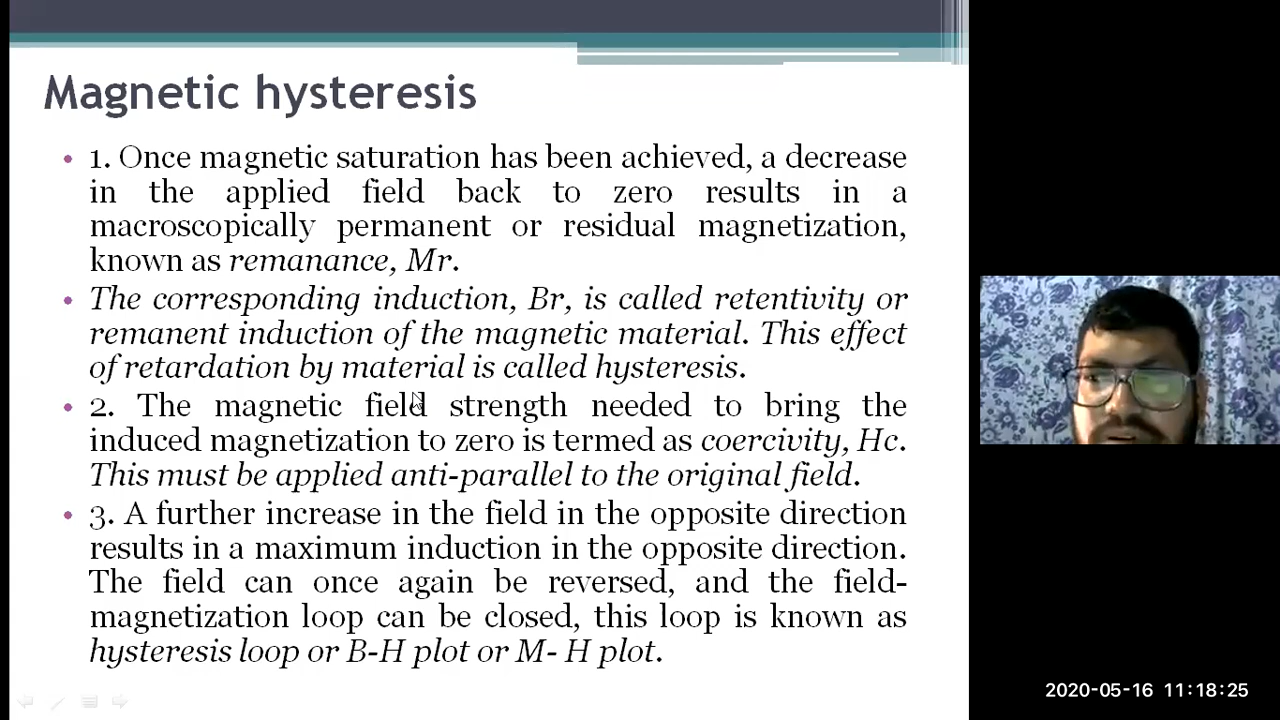 Magnetic hysteresis
• 1. Once magnetic saturation has been achieved, a decrease
in the applied field back to zero results in a
macroscopically permanent or residual magnetization,
known as remanance, Mr.
• The corresponding induction, Br, is called retentivity or
remanent induction of the magnetic material. This effect
of retardation by material is called hysteresis.
• 2. The magnetic field strength needed to bring the
induced magnetization to zero is termed as coercivity, Hc.
This must be applied anti-parallel to the original field.
• 3. A further increase in the field in the opposite direction
results in a maximum induction in the opposite direction.
The field can once again be reversed, and the field-
magnetization loop can be closed, this loop is known as
hysteresis loop or B-H plot or M- H plot.
2020-05-16 11:18:25